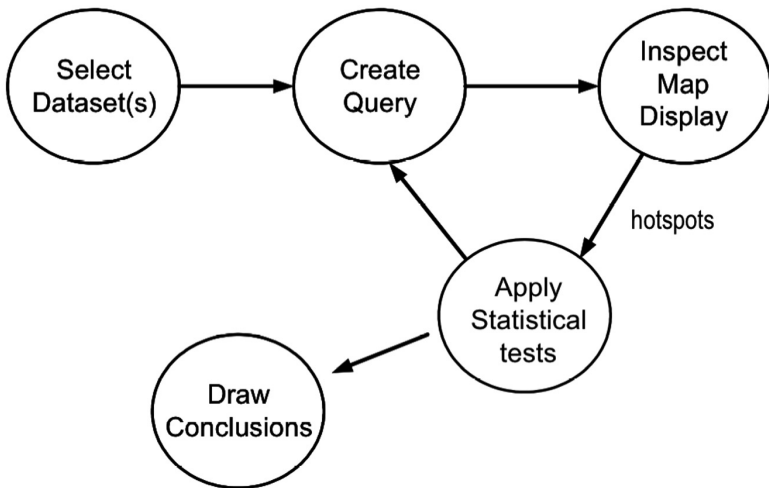 Select
Dataset(s)
Create
Query
Inspect
Map
Display
hotspots
Apply
Statistical
tests
Draw
Conclusions